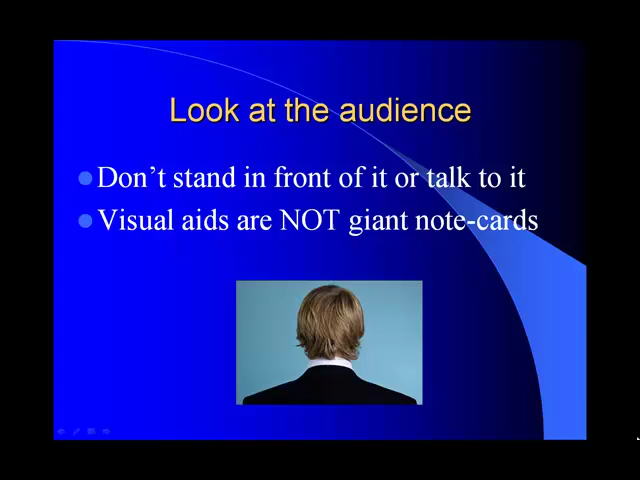 Look at the audience
Don’t stand in front of it or talk to it
Visual aids are NOT giant note-cards